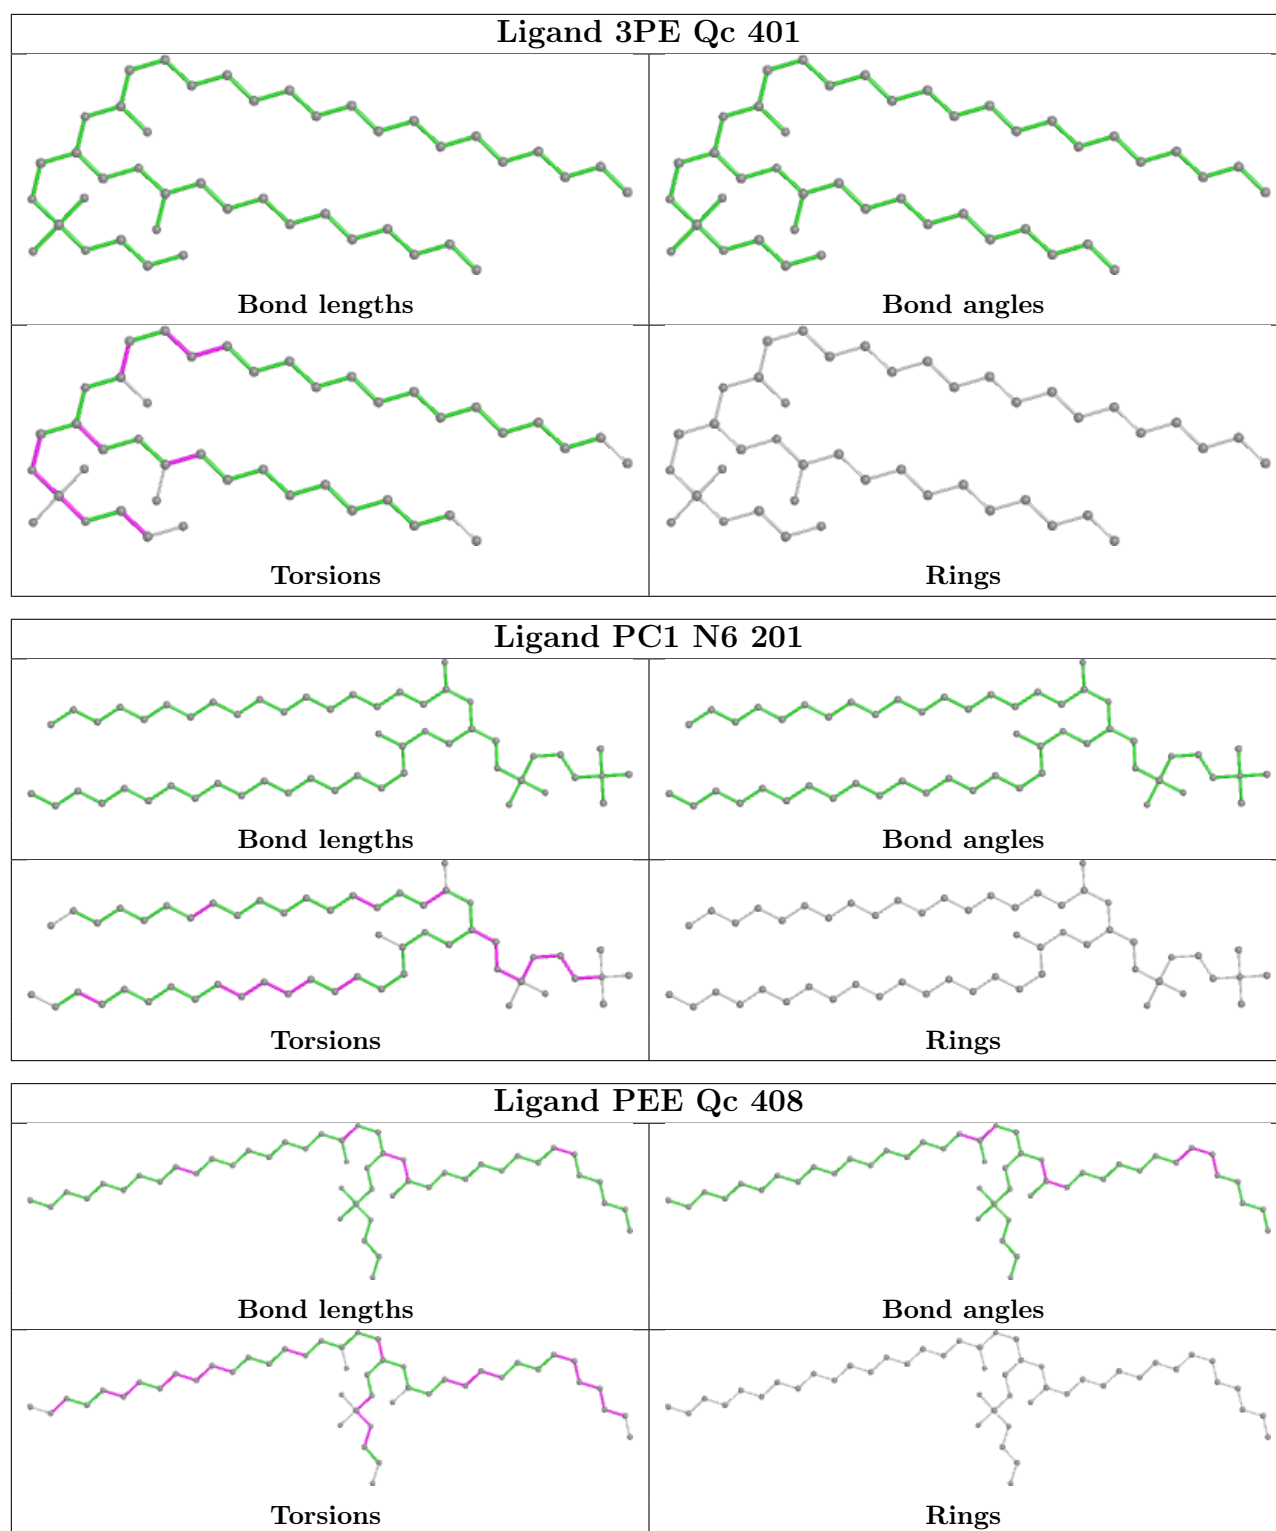 Ligand 3PE Qc 401
Bond lengths Bond angles
Torsions Rings
Ligand PC1 N6 201
Bond lengths Bond angles
Torsions Rings
Ligand PEE Qc 408
Bond lengths Bond angles
Torsions Rings